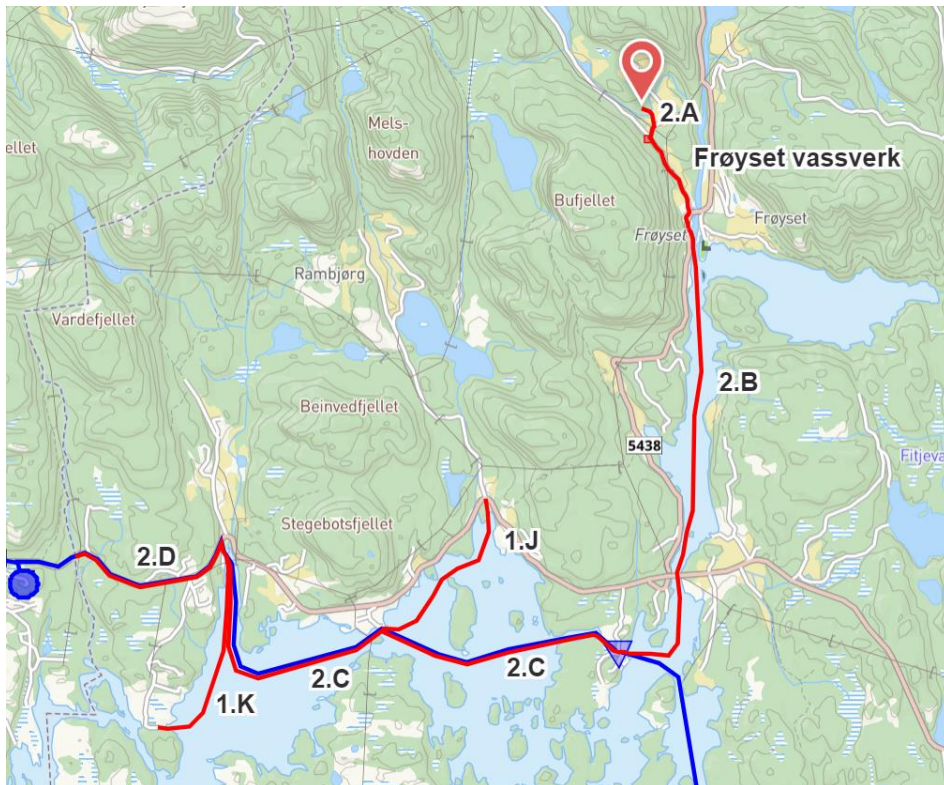 2.A
Mels-
hovden
ellet
Frøyset vassverk
Bufjellet
Frøyset
Frøyset
Rambjørg
Vardefjellet
2.B
Beinvedfjellet
5438
Fitjeva
Stegebotsfjellet
1.J
2.D
2.C
2.C
1.K